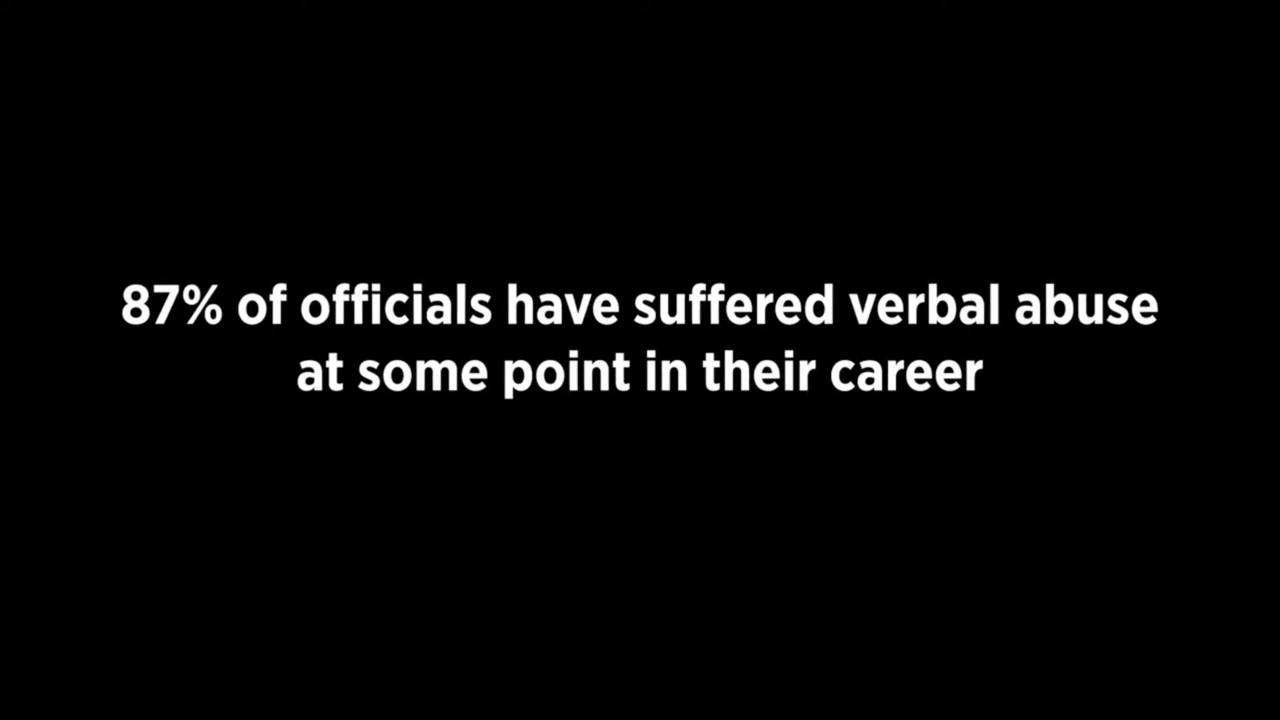 87% of officials have suffered verbal abuse
at some point in their career